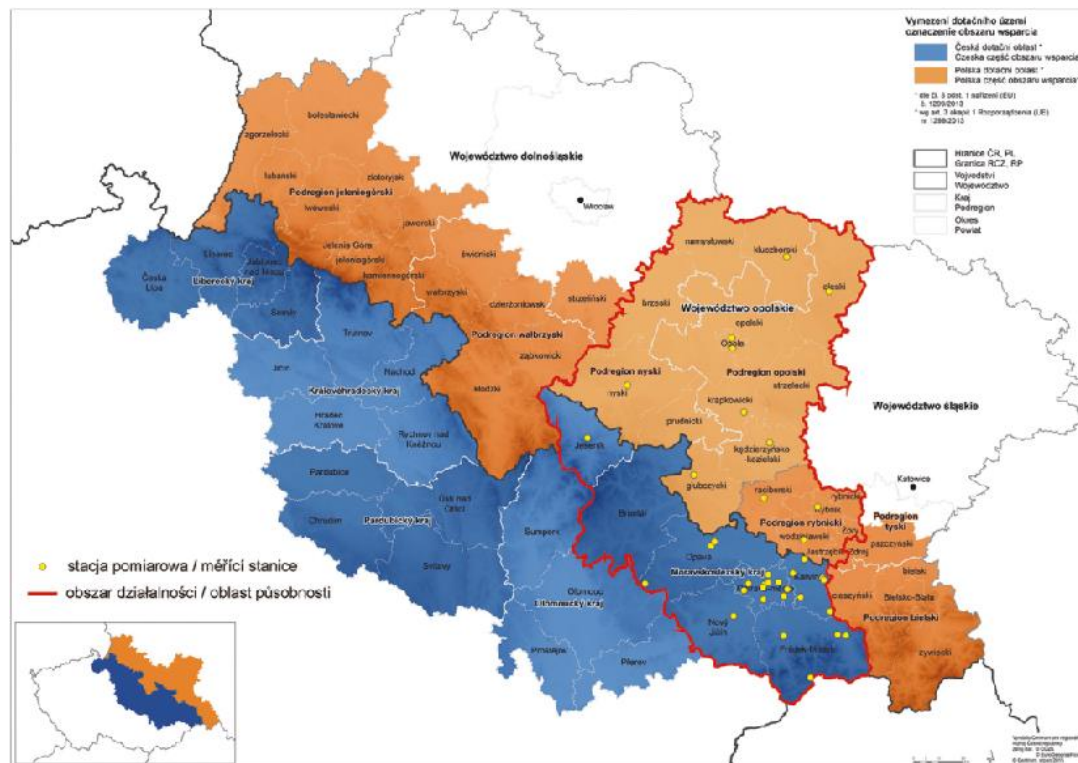 Vymezení dotačního území
oznaczenie obszaru wsparcia
Česká dotační oblast *
Czeska część obszaru wsparcia
Polská dotační oblast *
Polska część obszaru wsparcia*
Hranice ČR, PL
Granica RCZ, RP
Vojvodství
Województwo
Kraj
Podregion
Okres
Powiat
bolesławiecki
zgorzelecki
Województwo dolnośląskie
lubański
złotoryjski
Podregion jeleniogórski
lwówecki
Wrocław
jaworski
namysłowski
kluczborski
Jelenia Góra
jeleniogórski
świdnicki
kamiennogórski
oleski
Liberec
Jablonec
nad Nisou
Česká
Lípa
Liberecký kraj
wałbrzyski
dzierżoniowski
strzeliński
brzeski
Województwo opolskie
Semily
opolski
Trutnov
Opole
Podregion wałbrzyski
ząbkowicki
Jičín
Náchod
Podregion nyski
Podregion opolski
Královéhradecký kraj
kłodzki
nyski
strzelecki
krapkowicki
Województwo śląskie
Hradec
Králové
Rychnov nad
Kněžnou
prudnicki
Jeseník
kędzierzyńsko-
kozielski
Pardubice
Katowice
głubczycki
raciborski
rybnicki
Ústí nad
Orlicí
Bruntál
Rybnik
Chrudim
Pardubický kraj
Podregion rybnicki
Żory
Podregion
tyski
Šumperk
wodzisławski
pszczyński
Opava
Jastrzębie-Zdrój
stacja pomiarowa / měřící stanice
Svitavy
Moravskoslezský kraj
Karviná
bielski
obszar działalności / oblast působnosti
Olomouc
cieszyński
Bielsko-Biała
Olomoucký kraj
Nový
Jičín
Podregion bielski
Frýdek-Místek
Prostějov
Přerov
żywiecki